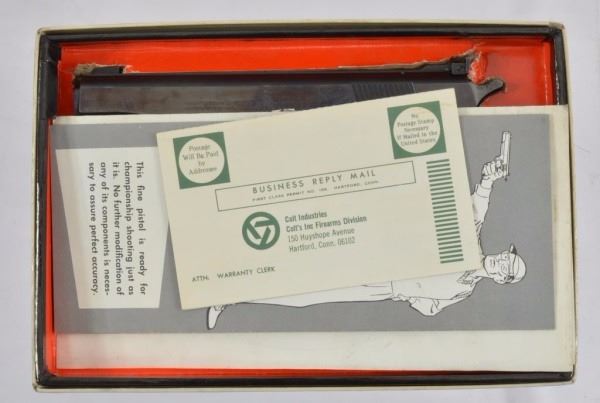 Postage
Will Be Paid
by
Addressee
No
Postage Stamp
Necessary
If Mailed in the
United States
BUSINESS REPLY MAIL
FIRST CLASS PERMIT NO. 106, HARTFORD, CONN.
Colt Industries
Colt's Inc Firearms Division
150 Huyshope Avenue
Hartford, Conn. 06102
ATTN: WARRANTY CLERK
This fine pistol is ready for
championship shooting just as
it is. No further modification of
any of its components is neces-
sary to assure perfect accuracy.